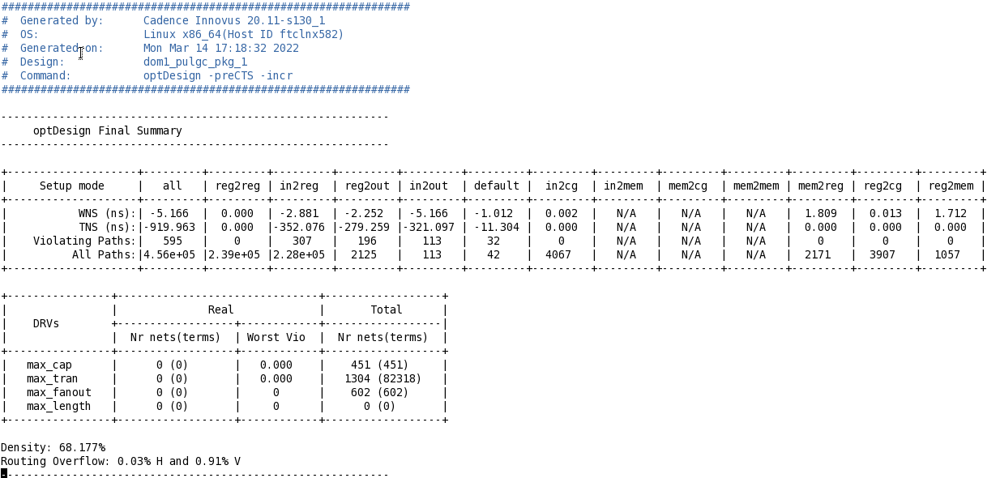 ###############################################################
#  Generated by:      Cadence Innovus 20.11-s130_1
#  OS:                Linux x86_64(Host ID ftclnx582)
#  Generated on:      Mon Mar 14 17:18:32 2022
#  Design:            dom1_pulgc_pkg_1
#  Command:           optDesign -preCTS -incr
###############################################################
------------------------------------------------------------
     optDesign Final Summary
------------------------------------------------------------
+--------------------+---------+---------+---------+---------+---------+---------+---------+---------+---------+---------+---------+---------+---------+
|     Setup mode     |   all   | reg2reg | in2reg  | reg2out | in2out  | default |  in2cg  | in2mem  | mem2cg  | mem2mem | mem2reg | reg2cg  | reg2mem |
+--------------------+---------+---------+---------+---------+---------+---------+---------+---------+---------+---------+---------+---------+---------+
|           WNS (ns):| -5.166  |  0.000  | -2.881  | -2.252  | -5.166  | -1.012  |  0.002  |   N/A   |   N/A   |   N/A   |  1.809  |  0.013  |  1.712  |
|           TNS (ns):|-919.963 |  0.000  |-352.076 |-279.259 |-321.097 | -11.304 |  0.000  |   N/A   |   N/A   |   N/A   |  0.000  |  0.000  |  0.000  |
|    Violating Paths:|   595   |    0    |   307   |   196   |   113   |   32    |    0    |   N/A   |   N/A   |   N/A   |    0    |    0    |    0    |
|          All Paths:|4.56e+05 |2.39e+05 |2.28e+05 |  2125   |   113   |   42    |  4067   |   N/A   |   N/A   |   N/A   |  2171   |  3907   |  1057   |
+--------------------+---------+---------+---------+---------+---------+---------+---------+---------+---------+---------+---------+---------+---------+
+----------------+-------------------------------+------------------+
|                |              Real             |       Total      |
|    DRVs        +------------------+------------+------------------|
|                |  Nr nets(terms)  | Worst Vio  |  Nr nets(terms)  |
+----------------+------------------+------------+------------------+
|   max_cap      |      0 (0)       |   0.000    |    451 (451)     |
|   max_tran     |      0 (0)       |   0.000    |   1304 (82318)   |
|   max_fanout   |      0 (0)       |     0      |    602 (602)     |
|   max_length   |      0 (0)       |     0      |      0 (0)       |
+----------------+------------------+------------+------------------+
Density: 68.177%
Routing Overflow: 0.03% H and 0.91% V
------------------------------------------------------------